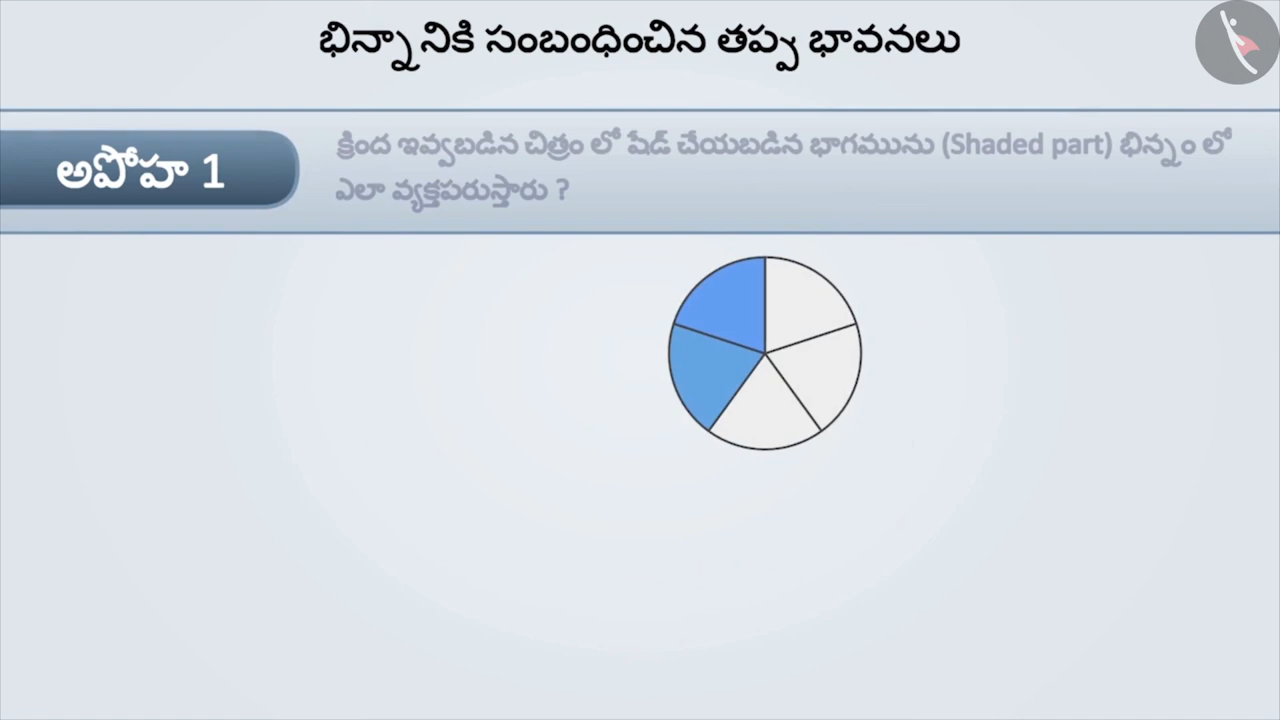 భిన్నానికి సంబంధించిన తప్పు భావనలు
అపోహ 1
క్రింద ఇవ్వబడిన చిత్రం లో షేడ్ చేయబడిన భాగమును (Shaded part) భిన్నం లో
ఎలా వ్యక్తపరుస్తారు ?